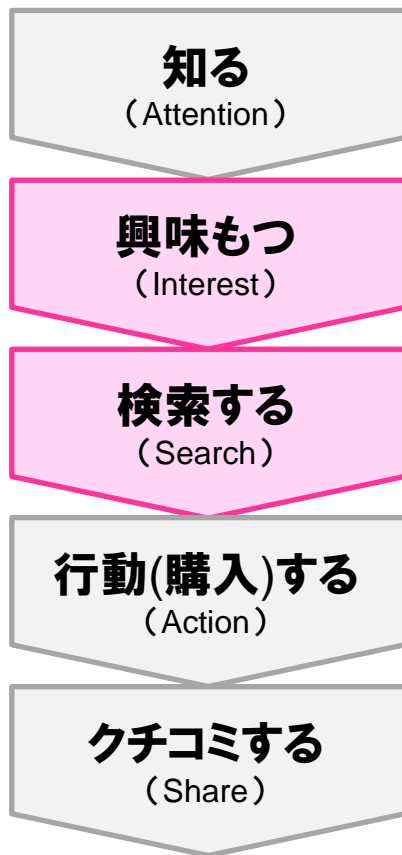 知る
（Attention）
興味もつ
（Interest）
検索する
（Search）
行動(購入)する
（Action）
クチコミする
（Share）